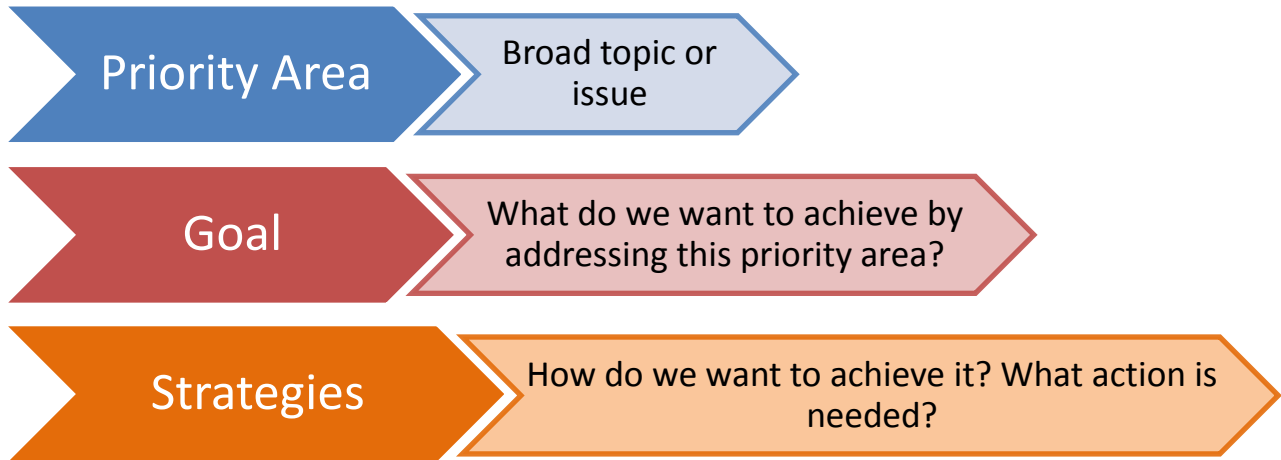 Priority Area
Broad topic or
issue
Goal
What do we want to achieve by
addressing this priority area?
Strategies
How do we want to achieve it? What action is
needed?